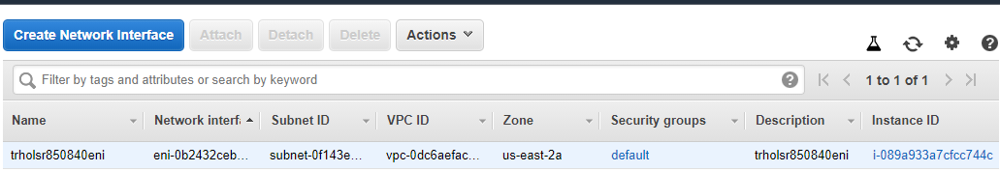 Create Network Interface Attach Detach Delete Actions
Filter by tags and attributes or search by keyword 1 to 1 of 1
Name Network interfa Subnet ID VPC ID Zone Security groups Description Instance ID
trholsr850840eni eni-0b2432ceb... subnet-0f143e... vpc-0dc6aefac... us-east-2a default trholsr850840eni i-089a933a7cfcc744c